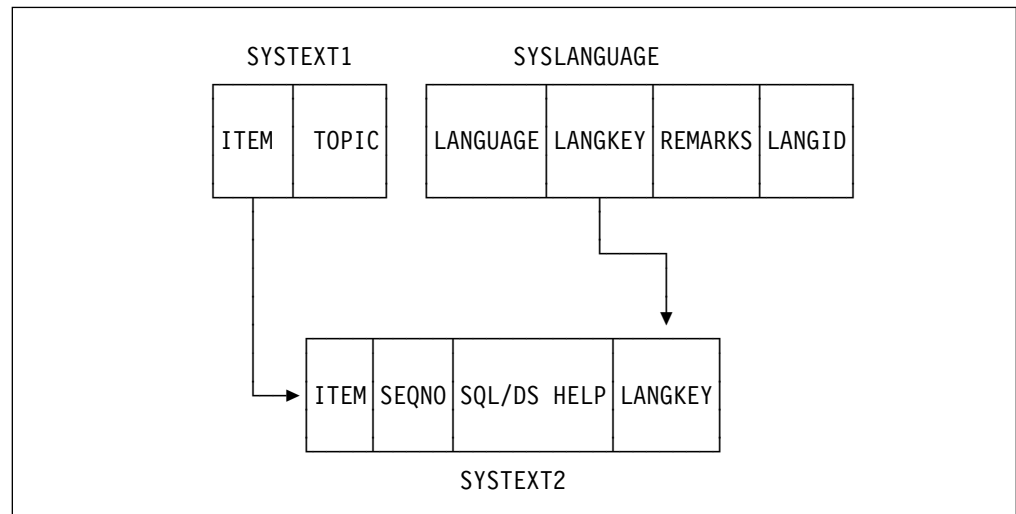 SYSTEXT1 SYSLANGUAGE
ITEM TOPIC LANGUAGE LANGKEY REMARKS LANGID
ITEM SEQNO SQL/DS HELP LANGKEY
SYSTEXT2